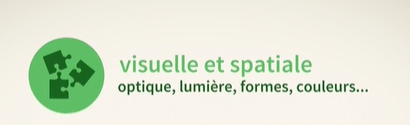 visuelle et spatiale
optique, lumière, formes, couleurs...